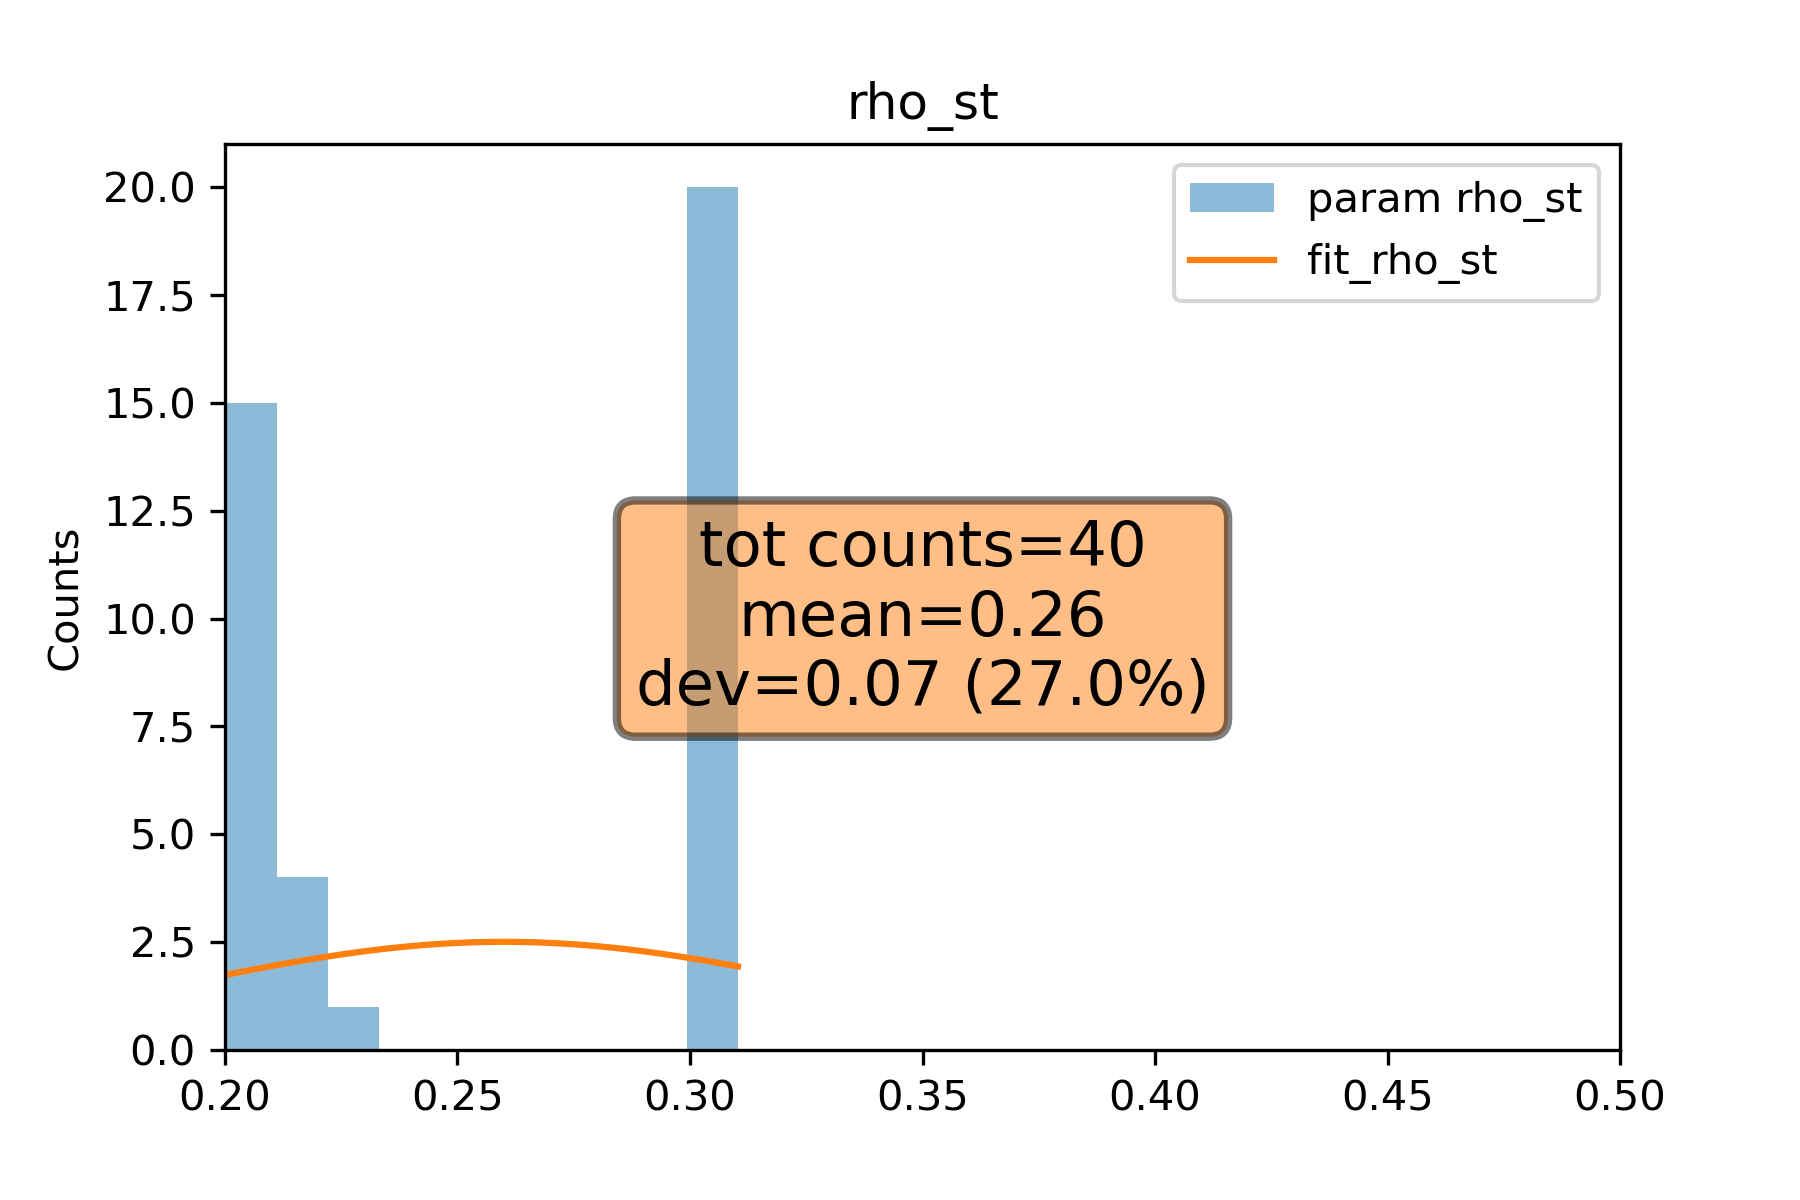 rho_st
param rho_st
fit_rho_st
Counts
20.0
17.5
15.0
12.5
10.0
7.5
5.0
2.5
0.0
tot counts=40
mean=0.26
dev=0.07 (27.0%)
0.20 0.25 0.30 0.35 0.40 0.45 0.50